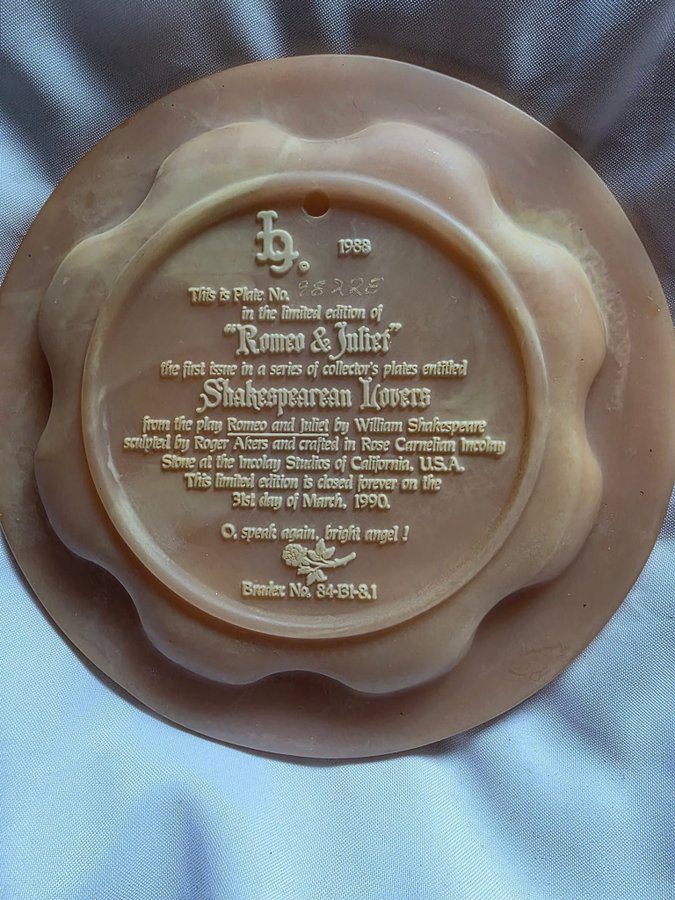 © 1988
This is Plate No. 9822E
in the limited edition of
"Romeo & Juliet"
the first issue in a series of collector's plates entitled
Shakespearean Lovers
from the play Romeo and Juliet by William Shakespeare
sculpted by Roger Akers and crafted in Rose Carnelian Incolay
Stone at the Incolay Studios of California, U.S.A.
This limited edition is closed forever on the
31st day of March, 1990.
O, speak again, bright angel!
Bradex No. 84-I31-8.1